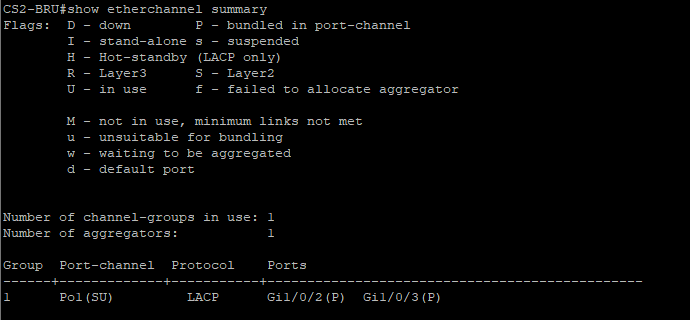 CS2-BRU#show etherchannel summary
Flags:  D - down        P - bundled in port-channel
        I - stand-alone s - suspended
        H - Hot-standby (LACP only)
        R - Layer3      S - Layer2
        U - in use      f - failed to allocate aggregator

        M - not in use, minimum links not met
        u - unsuitable for bundling
        w - waiting to be aggregated
        d - default port


Number of channel-groups in use: 1
Number of aggregators:           1

Group  Port-channel  Protocol    Ports
------+-------------+-----------+-----------------------------------------------
1      Po1(SU)         LACP      Gi1/0/2(P)  Gi1/0/3(P)